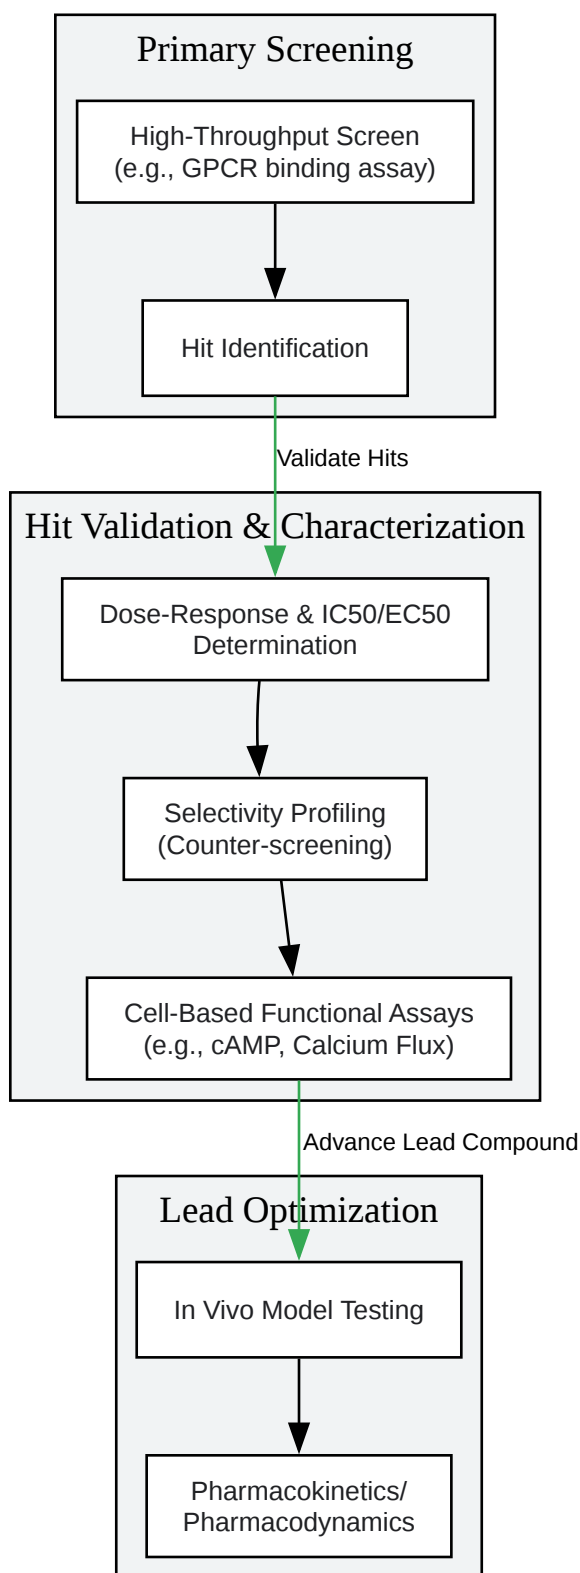 Primary Screening
High-Throughput Screen
(e.g., GPCR binding assay)
Hit Identification
Validate Hits
Hit Validation & Characterization
Dose-Response & IC50/EC50
Determination
Selectivity Profiling
(Counter-screening)
Cell-Based Functional Assays
(e.g., cAMP, Calcium Flux)
Advance Lead Compound
Lead Optimization
In Vivo Model Testing
Pharmacokinetics/
Pharmacodynamics